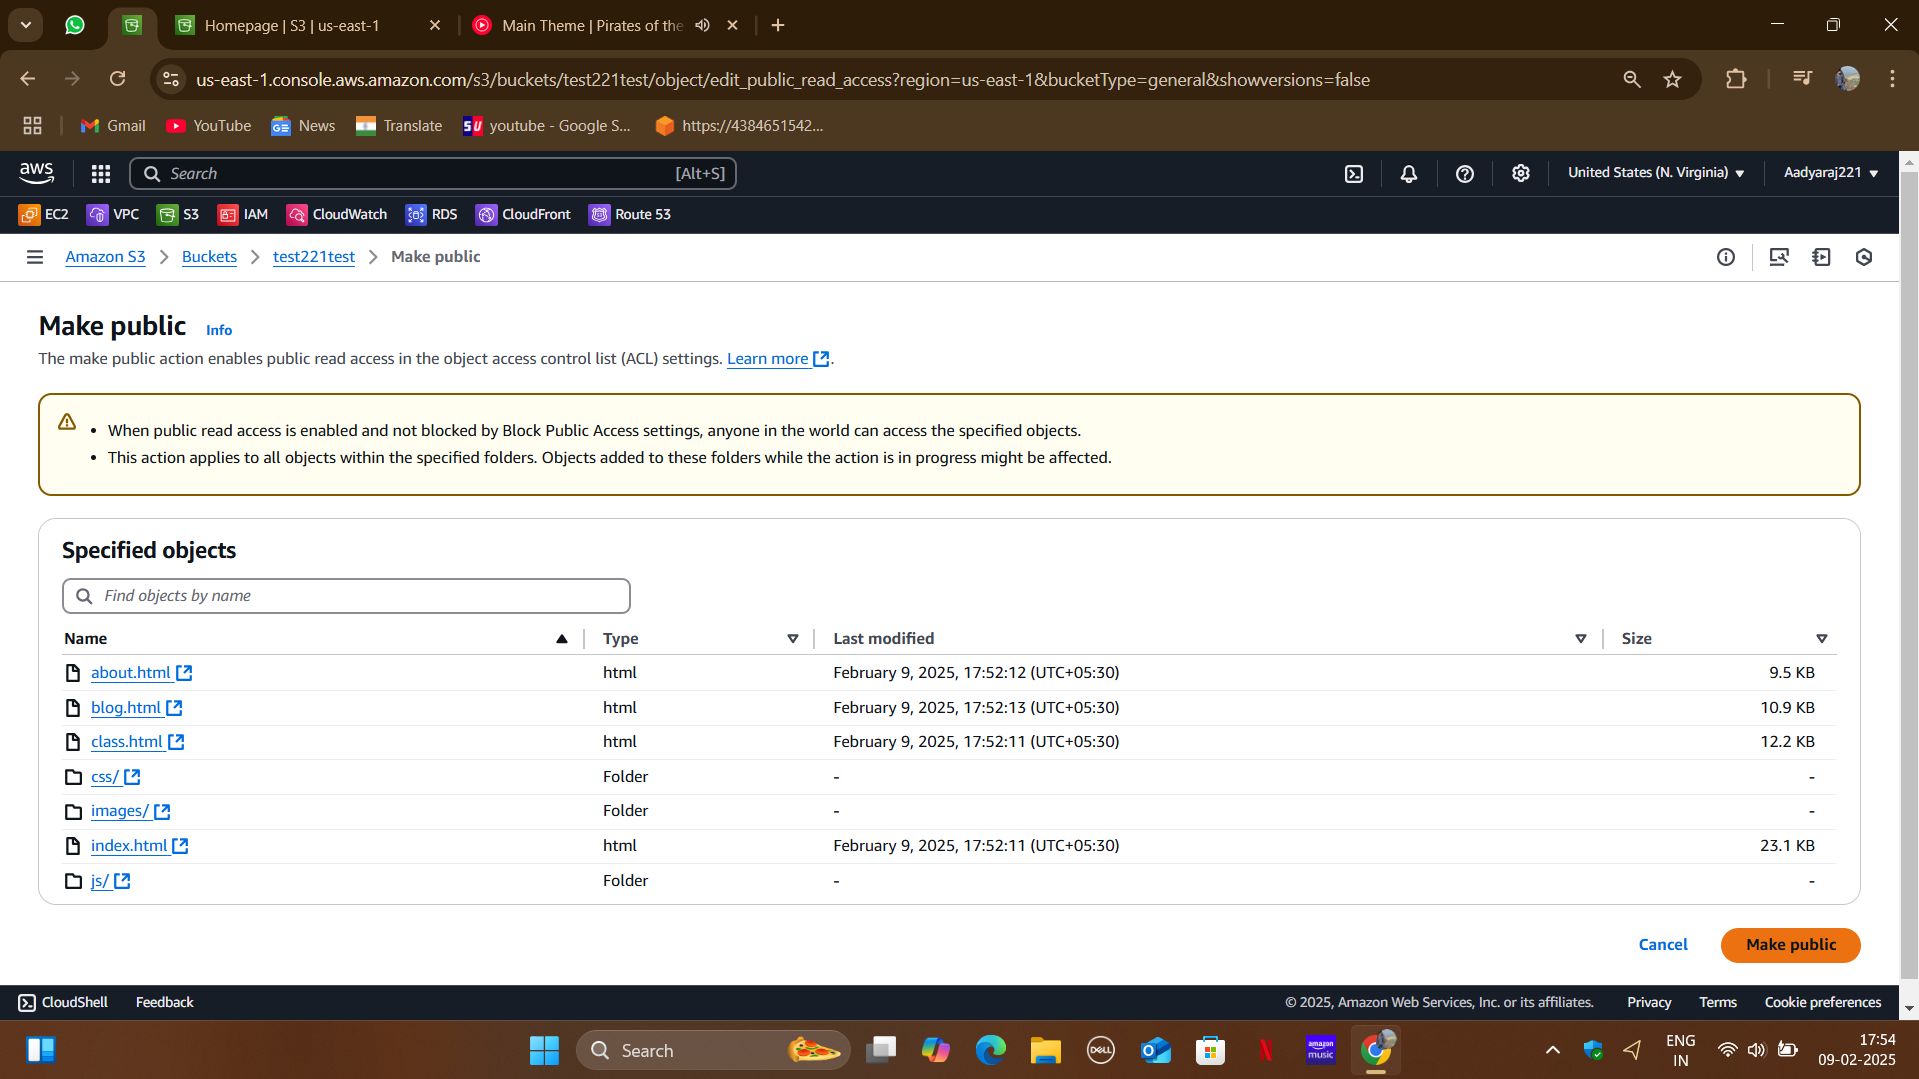 Homepage | S3 | us-east-1
Main Theme | Pirates of the
us-east-1.console.aws.amazon.com/s3/buckets/test221test/object/edit_public_read_access?region=us-east-1&bucketType=general&showversions=false
Gmail
YouTube
News
Translate
SU
youtube - Google S...
https://4384651542...
aws
Search
[Alt+S]
United States (N. Virginia)
Aadyaraj221
EC2
VPC
S3
IAM
CloudWatch
RDS
CloudFront
Route 53
Amazon S3
Buckets
test221test
Make public
Make public
Info
The make public action enables public read access in the object access control list (ACL) settings. Learn more.
• When public read access is enabled and not blocked by Block Public Access settings, anyone in the world can access the specified objects.
• This action applies to all objects within the specified folders. Objects added to these folders while the action is in progress might be affected.
Specified objects
Find objects by name
Name Type Last modified Size
about.html html February 9, 2025, 17:52:12 (UTC+05:30) 9.5 KB
blog.html html February 9, 2025, 17:52:13 (UTC+05:30) 10.9 KB
class.html html February 9, 2025, 17:52:11 (UTC+05:30) 12.2 KB
css/ Folder - -
images/ Folder - -
index.html html February 9, 2025, 17:52:11 (UTC+05:30) 23.1 KB
js/ Folder - -
Cancel
Make public
CloudShell
Feedback
© 2025, Amazon Web Services, Inc. or its affiliates.
Privacy
Terms
Cookie preferences
Search
DELL
amazon
music
ENG
IN
17:54
09-02-2025